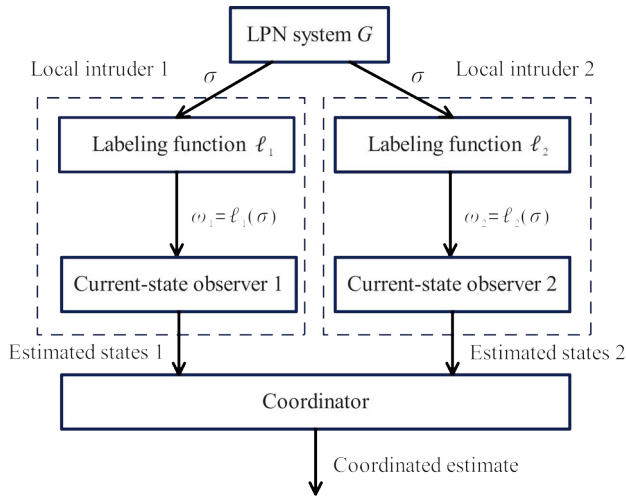 LPN system G
Local intruder 1
σ
σ
Local intruder 2
Labeling function ℓ₁
Labeling function ℓ₂
ω₁=ℓ₁(σ)
ω₂=ℓ₂(σ)
Current-state observer 1
Current-state observer 2
Estimated states 1
Estimated states 2
Coordinator
Coordinated estimate